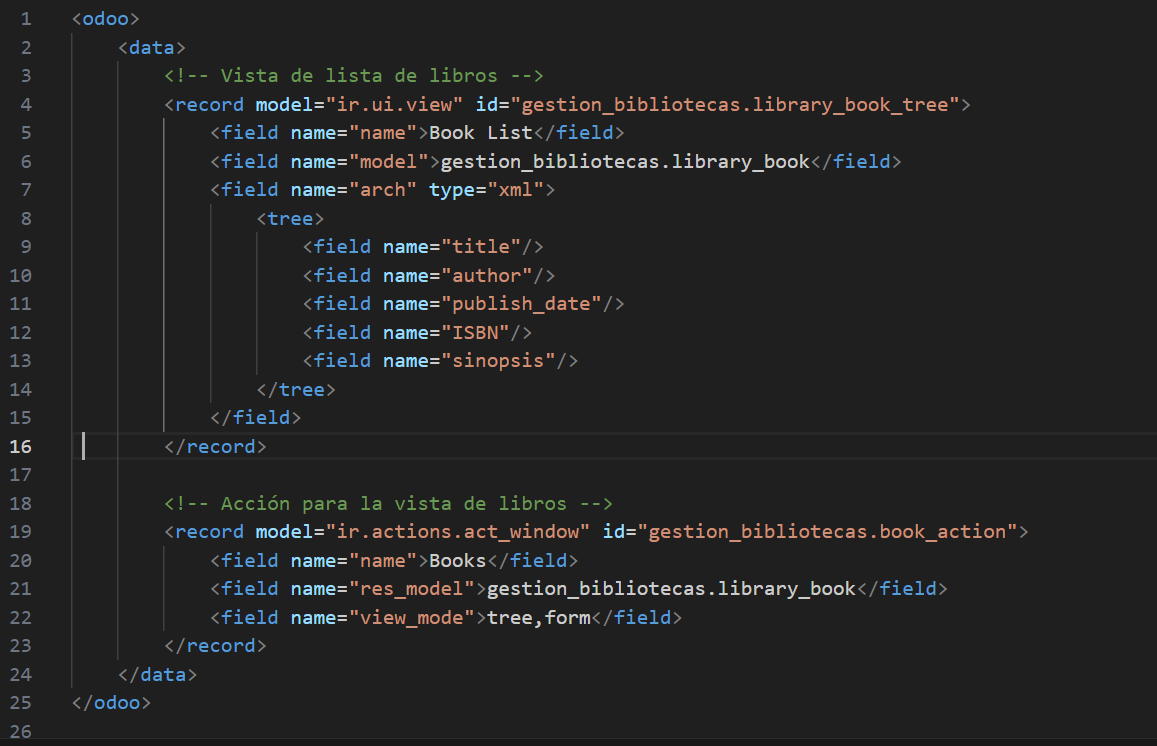 1 <odoo>
2     <data>
3         <!-- Vista de lista de libros -->
4         <record model="ir.ui.view" id="gestion_bibliotecas.library_book_tree">
5             <field name="name">Book List</field>
6             <field name="model">gestion_bibliotecas.library_book</field>
7             <field name="arch" type="xml">
8                 <tree>
9                     <field name="title"/>
10                     <field name="author"/>
11                     <field name="publish_date"/>
12                     <field name="ISBN"/>
13                     <field name="sinopsis"/>
14                 </tree>
15             </field>
16         </record>
17
18         <!-- Acción para la vista de libros -->
19         <record model="ir.actions.act_window" id="gestion_bibliotecas.book_action">
20             <field name="name">Books</field>
21             <field name="res_model">gestion_bibliotecas.library_book</field>
22             <field name="view_mode">tree,form</field>
23         </record>
24     </data>
25 </odoo>
26